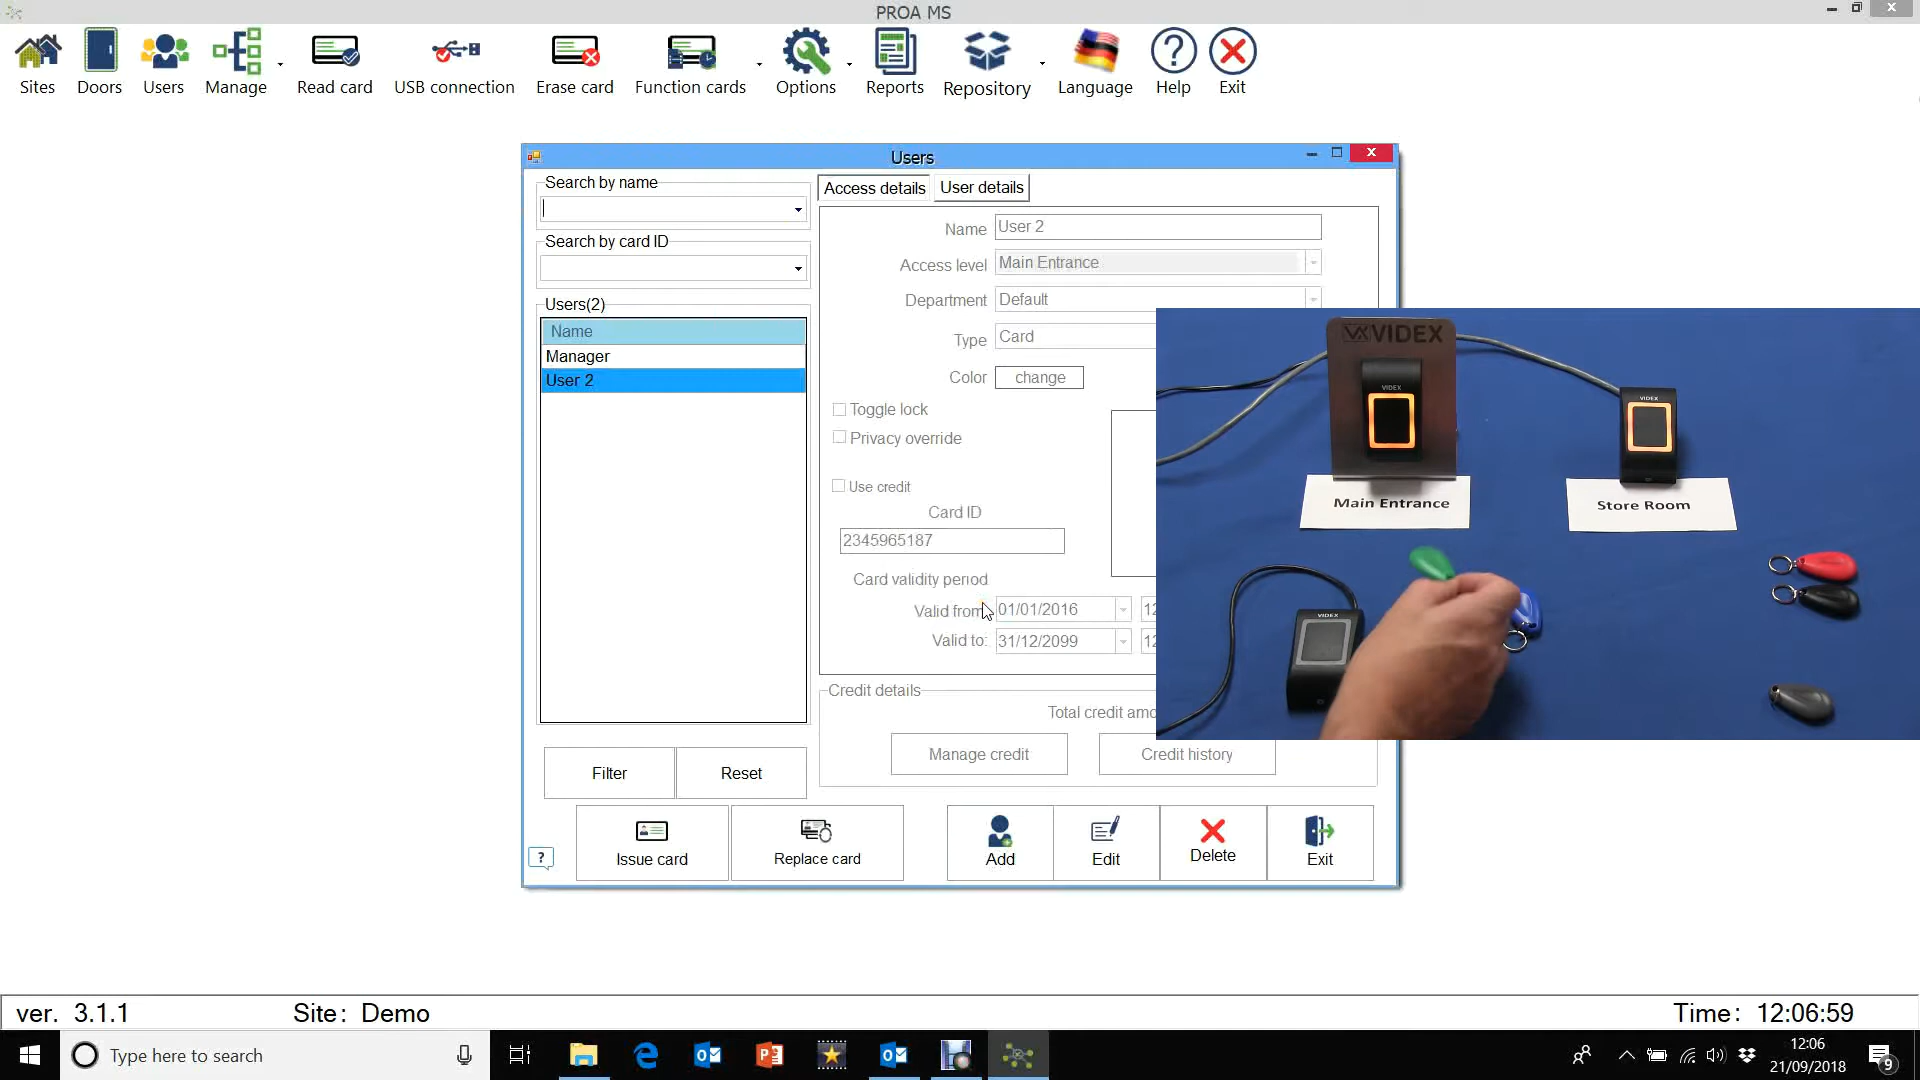 PROA MS
Sites
Doors
Users
Manage
Read card
USB connection
Erase card
Function cards
Options
Reports
Repository
Language
Help
Exit
Users
Search by name
Search by card ID
Users(2)
Name
Manager
User 2
Filter
Reset
Access details
User details
Name
User 2
Access level
Main Entrance
Department
Default
Type
Card
Color
change
Toggle lock
Privacy override
Use credit
Card ID
2345965187
Card validity period
Valid from
01/01/2016
12
Valid to:
31/12/2099
12
Credit details
Total credit amo
Manage credit
Credit history
Issue card
Replace card
Add
Edit
Delete
Exit
?
VIDEX
VIDEX
VIDEX
Main Entrance
Store Room
VIDEX
ver. 3.1.1
Site: Demo
Time: 12:06:59
Type here to search
12:06
21/09/2018
9